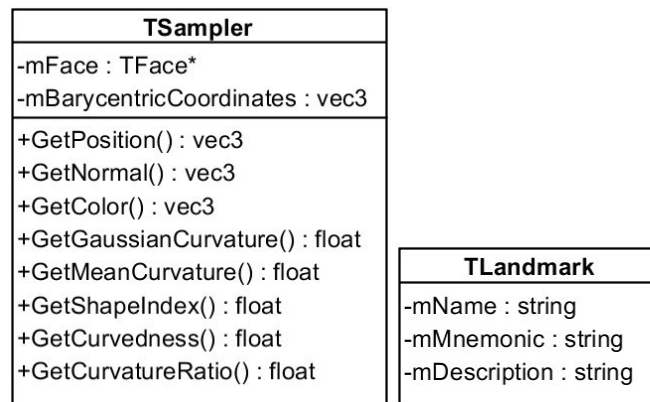 TSampler
-mFace : TFace*
-mBarycentricCoordinates : vec3
+GetPosition() : vec3
+GetNormal() : vec3
+GetColor() : vec3
+GetGaussianCurvature() : float
+GetMeanCurvature() : float
+GetShapeIndex() : float
+GetCurvedness() : float
+GetCurvatureRatio() : float
TLandmark
-mName : string
-mMnemonic : string
-mDescription : string